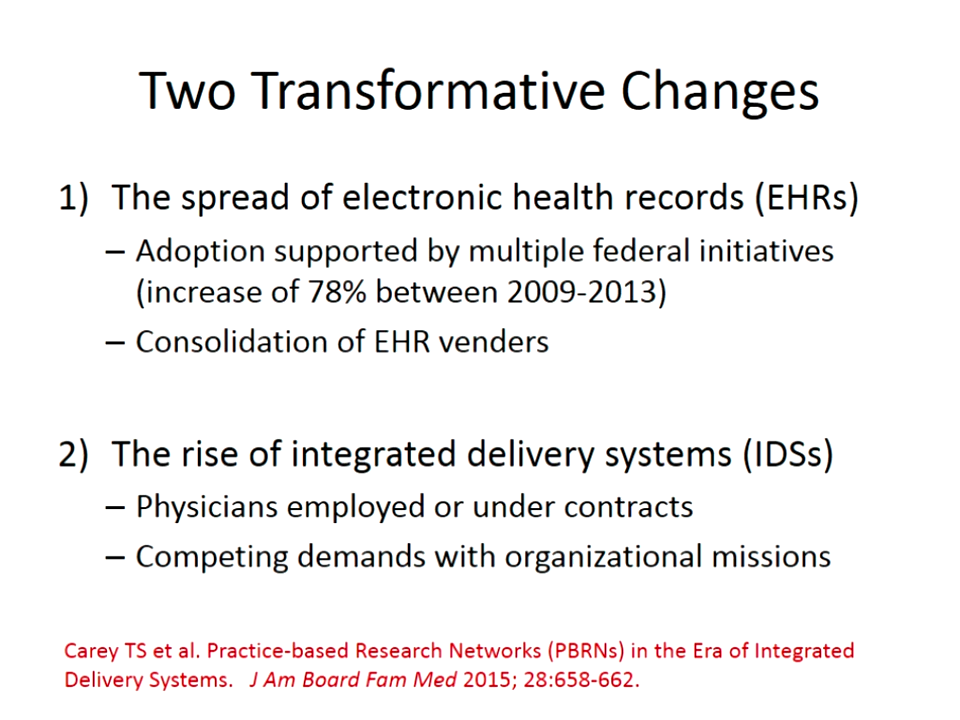 Two Transformative Changes
1) The spread of electronic health records (EHRs)
– Adoption supported by multiple federal initiatives
(increase of 78% between 2009-2013)
– Consolidation of EHR venders
2) The rise of integrated delivery systems (IDSs)
– Physicians employed or under contracts
– Competing demands with organizational missions
Carey TS et al. Practice-based Research Networks (PBRNs) in the Era of Integrated
Delivery Systems. J Am Board Fam Med 2015; 28:658-662.